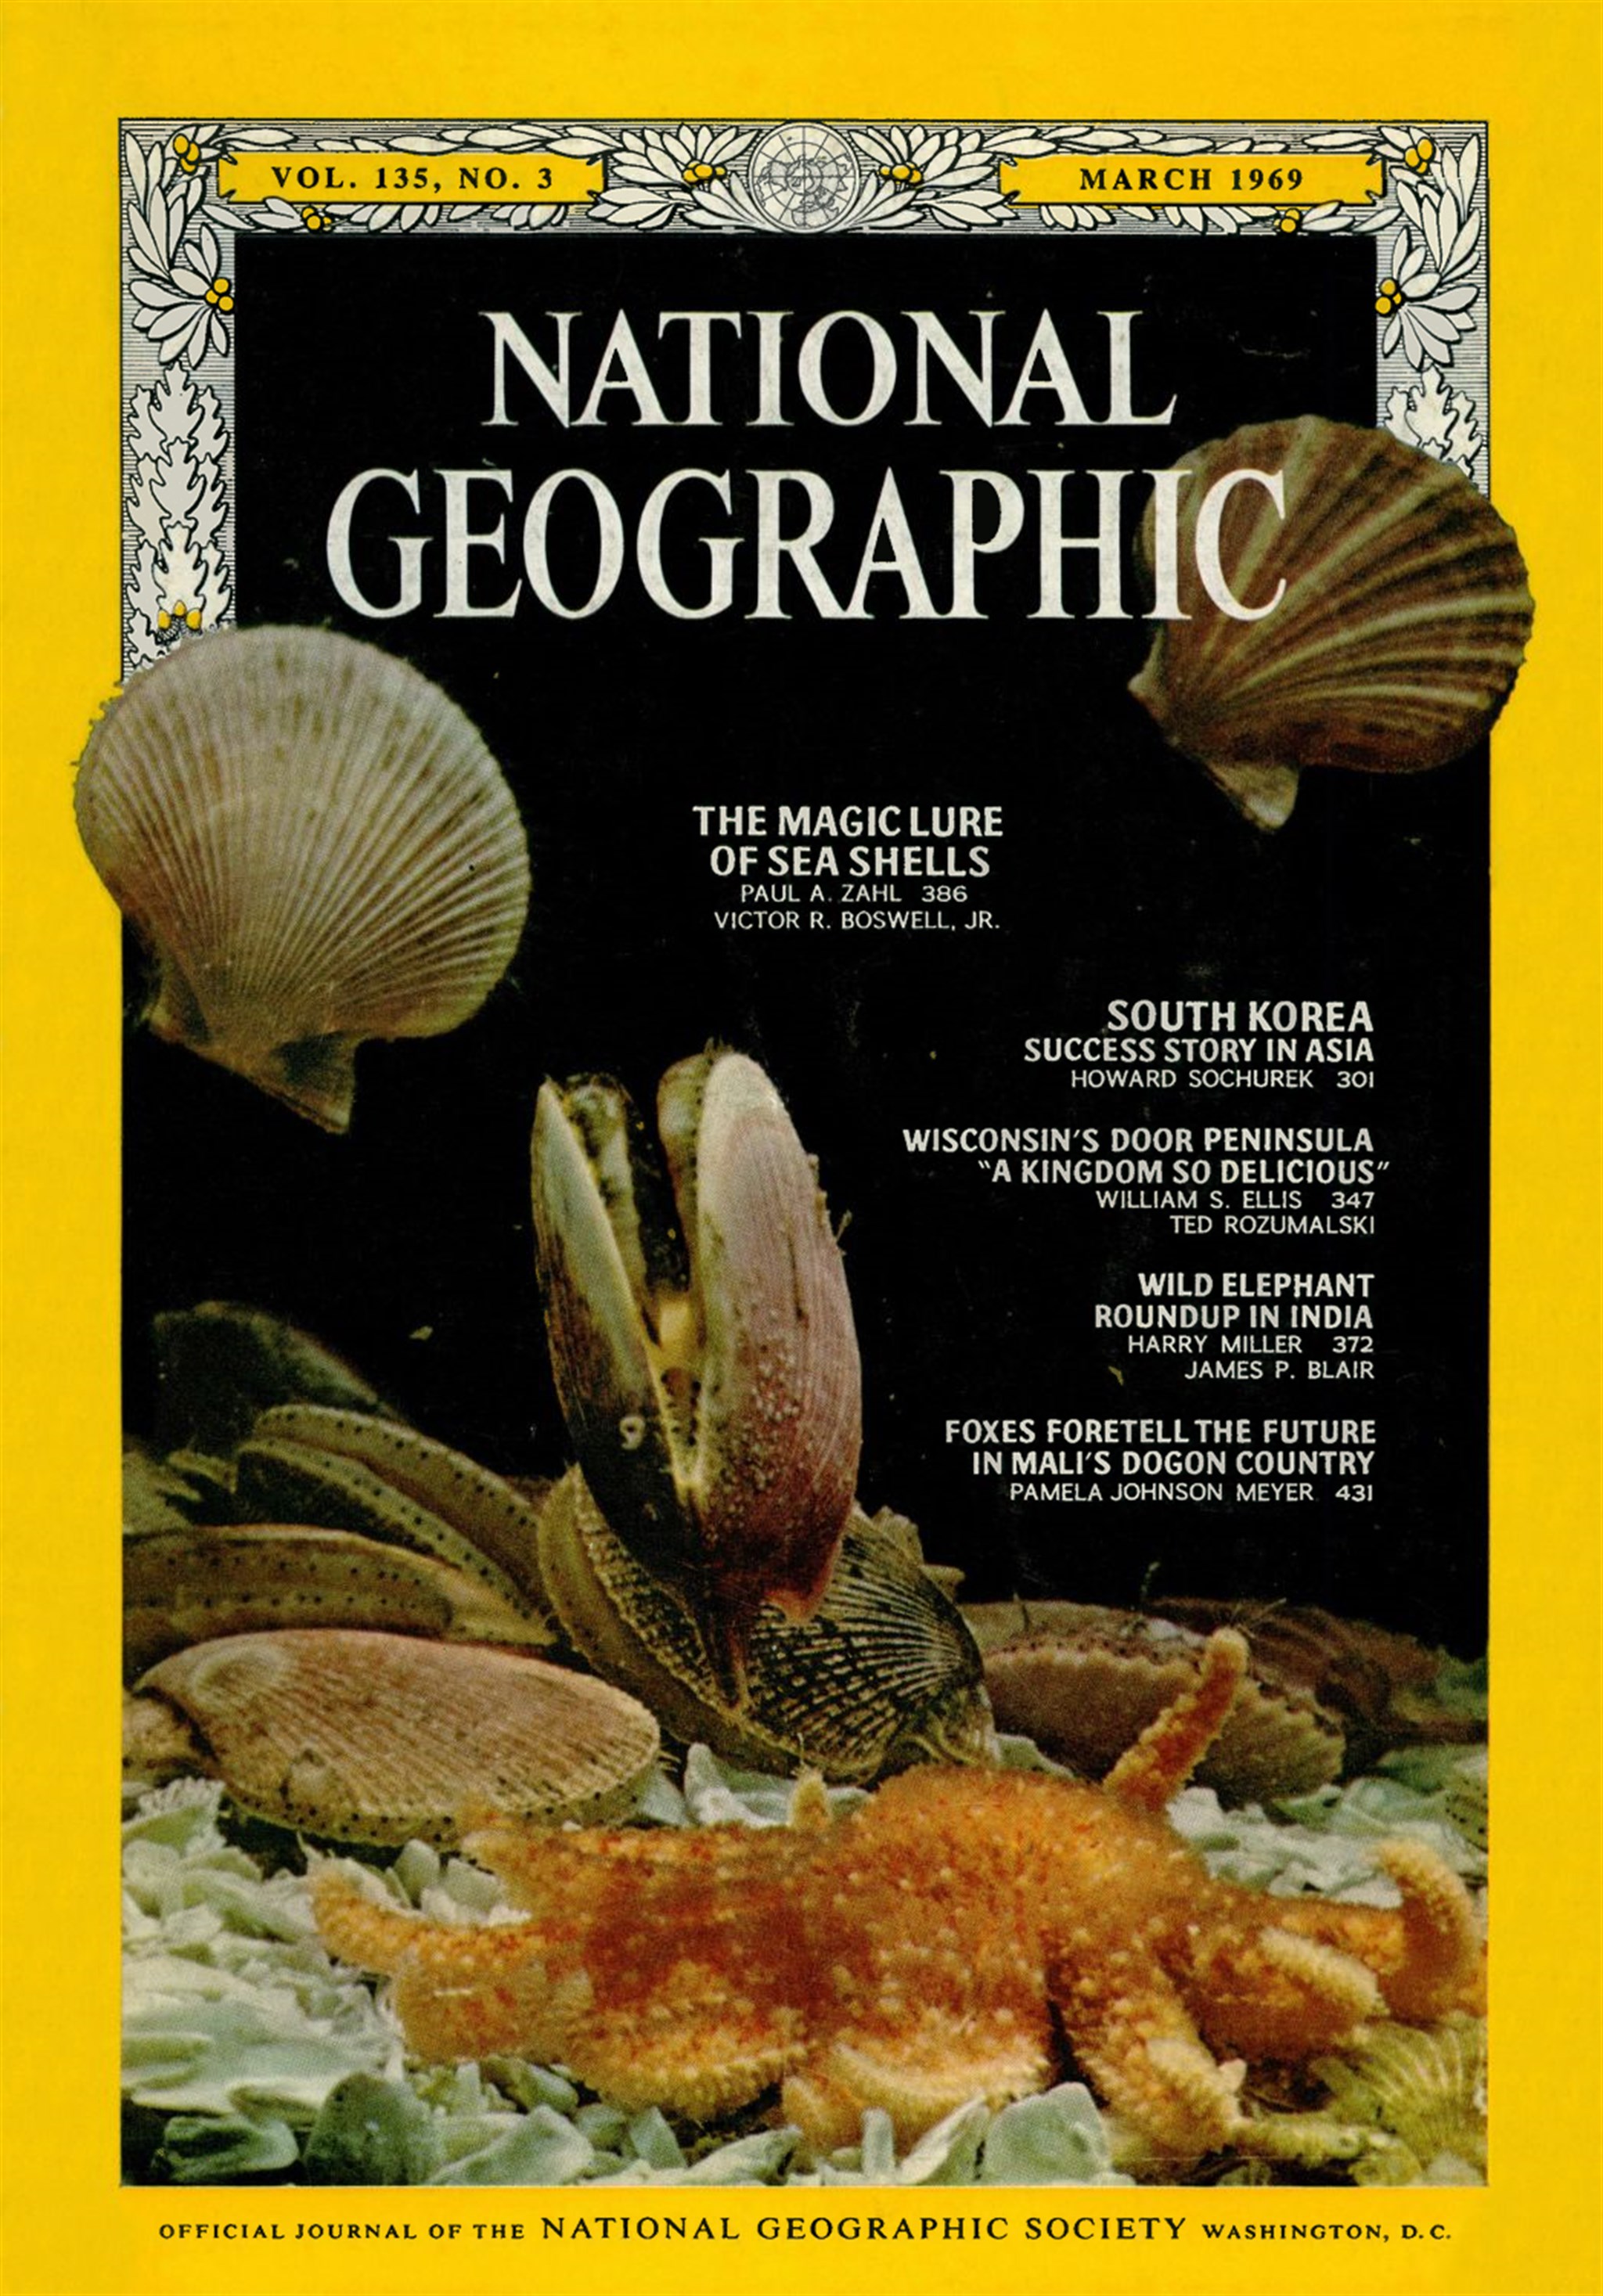 VOL. 135, NO. 3
MARCH 1969
NATIONAL
GEOGRAPHIC
THE MAGIC LURE
OF SEA SHELLS
PAUL A. ZAHL 386
VICTOR R. BOSWELL, JR.
SOUTH KOREA
SUCCESS STORY IN ASIA
HOWARD SOCHUREK 301
WISCONSIN'S DOOR PENINSULA
"A KINGDOM SO DELICIOUS"
WILLIAM S. ELLIS 347
TED ROZUMALSKI
WILD ELEPHANT
ROUNDUP IN INDIA
HARRY MILLER 372
JAMES P. BLAIR
FOXES FORETELL THE FUTURE
IN MALI'S DOGON COUNTRY
PAMELA JOHNSON MEYER 431
OFFICIAL JOURNAL OF THE NATIONAL GEOGRAPHIC SOCIETY WASHINGTON, D.C.